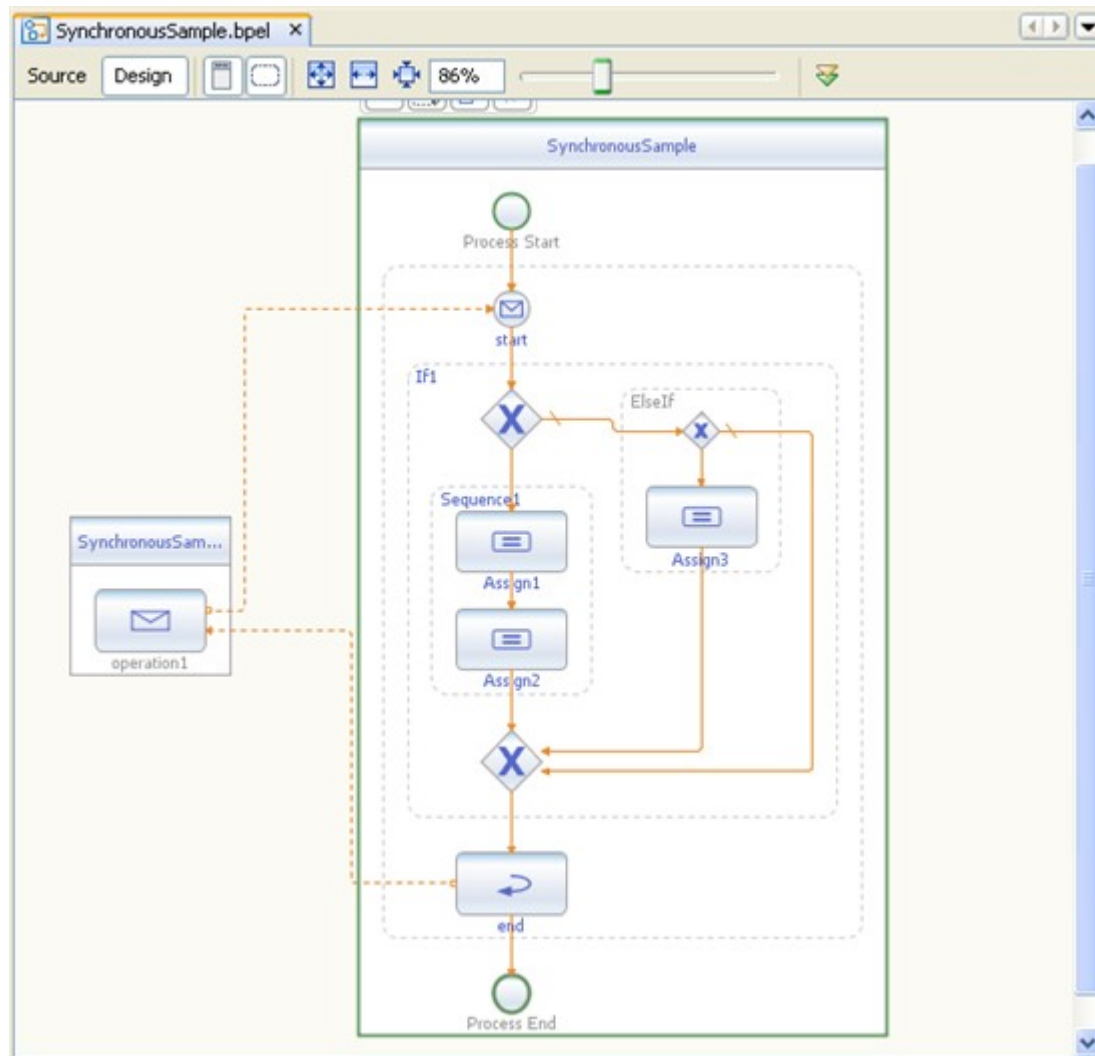 SynchronousSample.bpel
Source
Design
86%
SynchronousSample
Process Start
start
If1
ElseIf
Sequence1
Assign1
Assign3
SynchronousSam...
operation1
Assign2
end
Process End